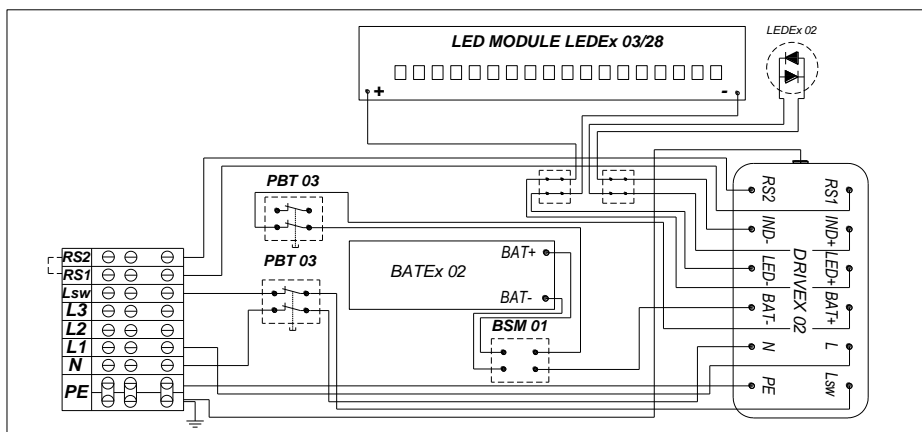 LEDEx 02
LED MODULE LEDEx 03/28
+ -
PBT 03
RS2 RS1
IND- IND+
LED- LED+
BAT- BAT+
N L
PE Lsw
DRIVEX 02
PBT 03
BATEx 02
BAT+
BAT-
BSM 01
RS2
RS1
Lsw
L3
L2
L1
N
PE